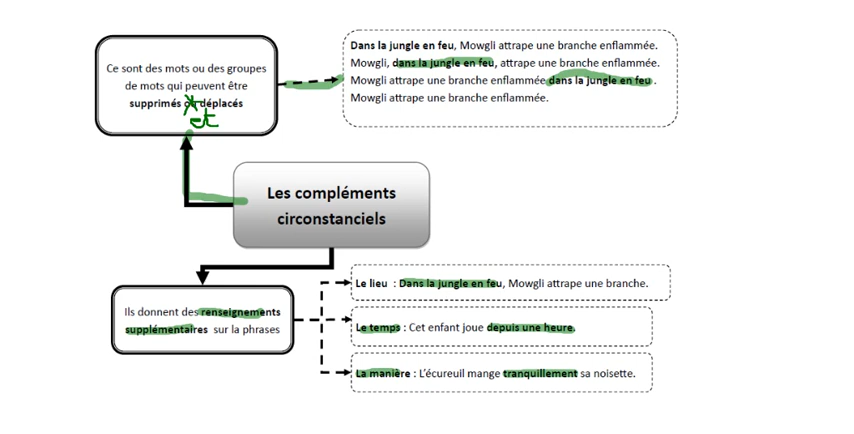 Ce sont des mots ou des groupes
de mots qui peuvent être
supprimés ou déplacés
et
Dans la jungle en feu, Mowgli attrape une branche enflammée.
Mowgli, dans la jungle en feu, attrape une branche enflammée.
Mowgli attrape une branche enflammée dans la jungle en feu .
Mowgli attrape une branche enflammée.
Les compléments
circonstanciels
Ils donnent des renseignements
supplémentaires sur la phrases
Le lieu : Dans la jungle en feu, Mowgli attrape une branche.
Le temps : Cet enfant joue depuis une heure.
La manière : L'écureuil mange tranquillement sa noisette.